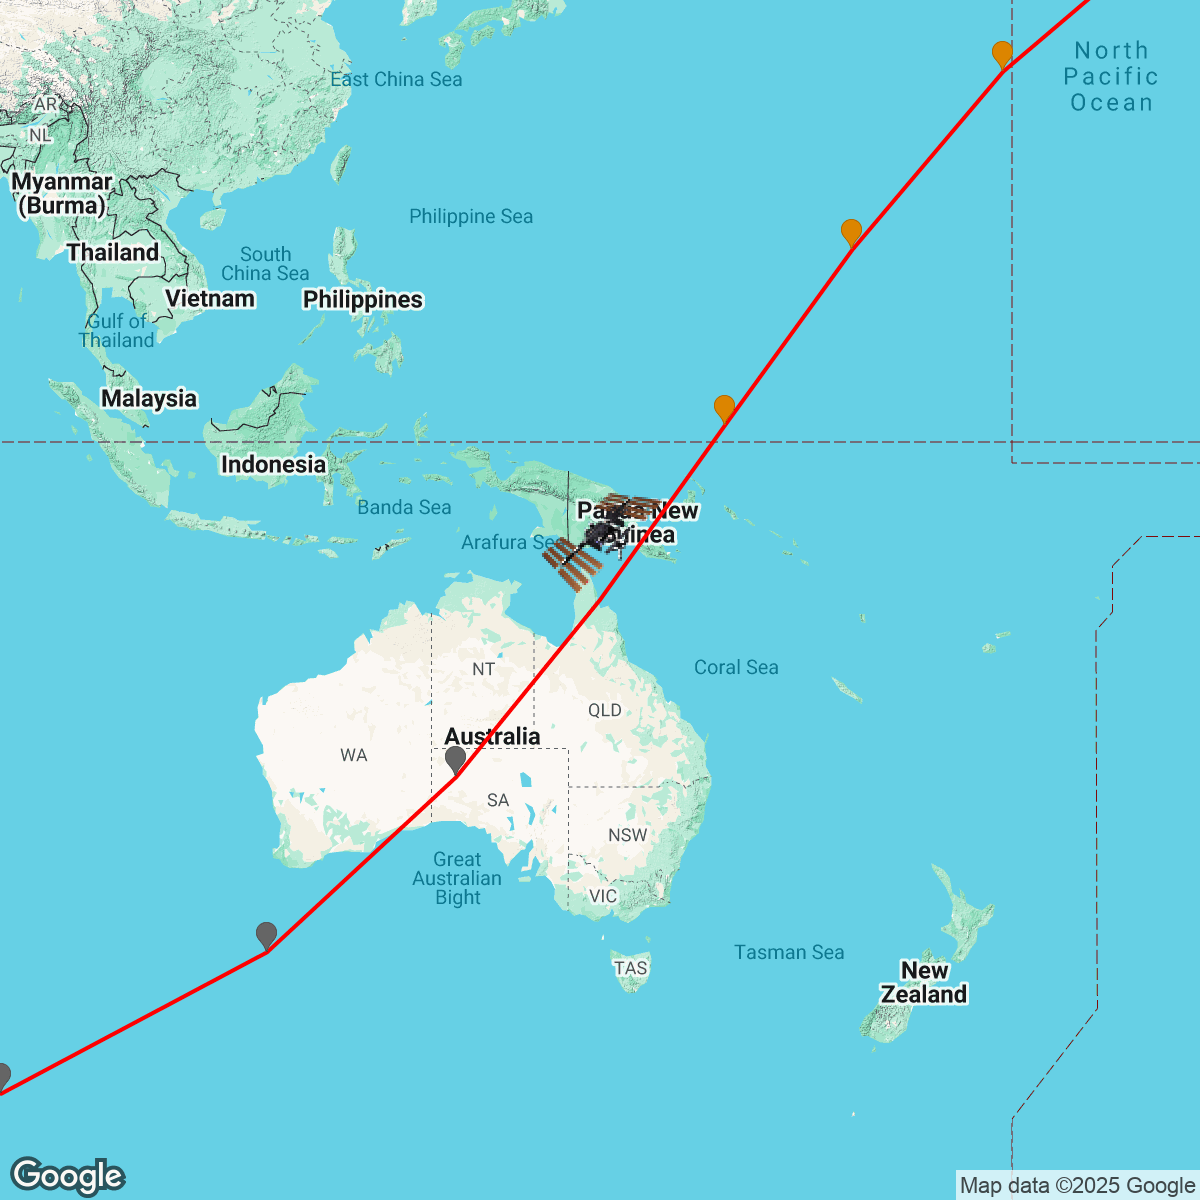 North
Pacific
Ocean
East China Sea
AR
NL
Myanmar
(Burma)
Philippine Sea
Thailand
South
China Sea
Vietnam
Philippines
Gulf of
Thailand
Malaysia
Indonesia
Banda Sea
Papua New
Guinea
Arafura Sea
Coral Sea
NT
QLD
Australia
WA
SA
NSW
Great
Australian
Bight
VIC
Tasman Sea
TAS
New
Zealand
Google
Map data ©2025 Google